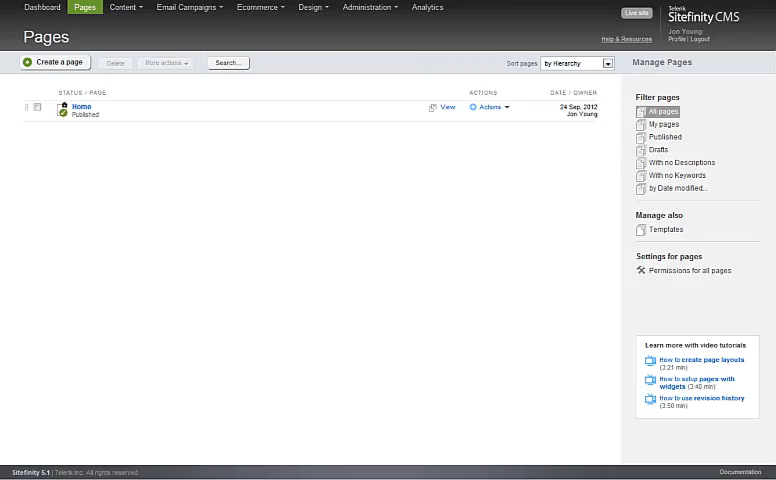 Dashboard Pages Content Email Campaigns Ecommerce Design Administration Analytics
Live site
Telerik
Sitefinity CMS
Jon Young
Profile | Logout
Help & Resources
Pages
Create a page Delete More actions Search... Sort pages by Hierarchy Manage Pages
STATUS / PAGE ACTIONS DATE / OWNER
Home View Actions 24 Sep, 2012
Published Jon Young
Filter pages
All pages
My pages
Published
Drafts
With no Descriptions
With no Keywords
by Date modified...
Manage also
Templates
Settings for pages
Permissions for all pages
Learn more with video tutorials
How to create page layouts
(3:21 min)
How to setup pages with
widgets (3:40 min)
How to use revision history
(3:50 min)
Sitefinity 5.1 | Telerik Inc. All rights reserved Documentation